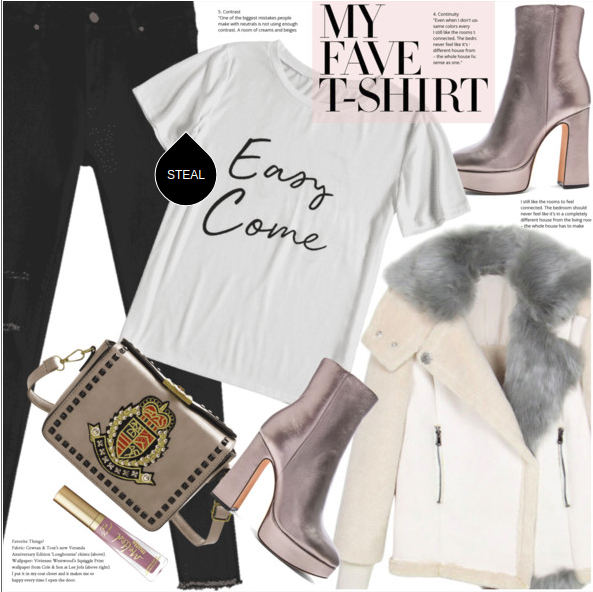 5. Contrast
"One of the biggest mistakes people
make with neutrals is not using enough
contrast. A room of creams and beiges
MY
FAVE
T-SHIRT
4. Continuity
"Even when I don't use
same colors every
I still like the rooms t
connected. The bedn
never feel like it's i
different house from
– the whole house ha
sense as one."
STEAL
Easy
Come
I still like the rooms to feel
connected. The bedroom should
never feel like it's in a completely
different house from the living roor
– the whole house has to make
Favorite Things!
Fabric: Cowtan & Tout's new Veranda
Anniversary Edition "Longhouses" chintz (above).
Wallpaper: Vivienne Westwood's Squiggle Print
wallpaper from Cole & Son at Lee Jofa (above right).
I put it in my coat closet and it makes me so
happy every time I open the door.